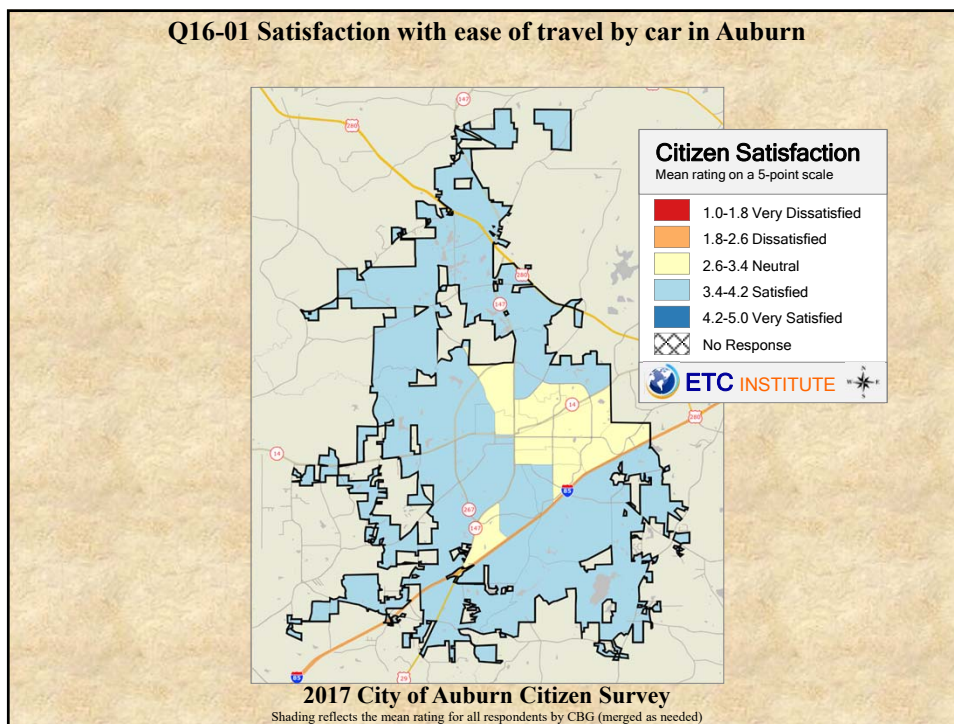 Q16-01 Satisfaction with ease of travel by car in Auburn
147
280
Citizen Satisfaction
Mean rating on a 5-point scale
1.0-1.8 Very Dissatisfied
1.8-2.6 Dissatisfied
2.6-3.4 Neutral
3.4-4.2 Satisfied
4.2-5.0 Very Satisfied
No Response
ETC INSTITUTE
N
W E
S
280
147
14
280
14
85
267
147
85
29
2017 City of Auburn Citizen Survey
Shading reflects the mean rating for all respondents by CBG (merged as needed)